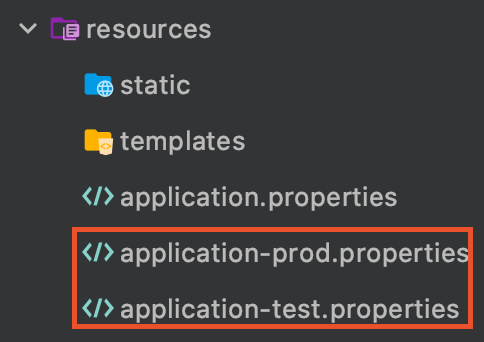 resources
static
templates
application.properties
application-prod.properties
application-test.properties